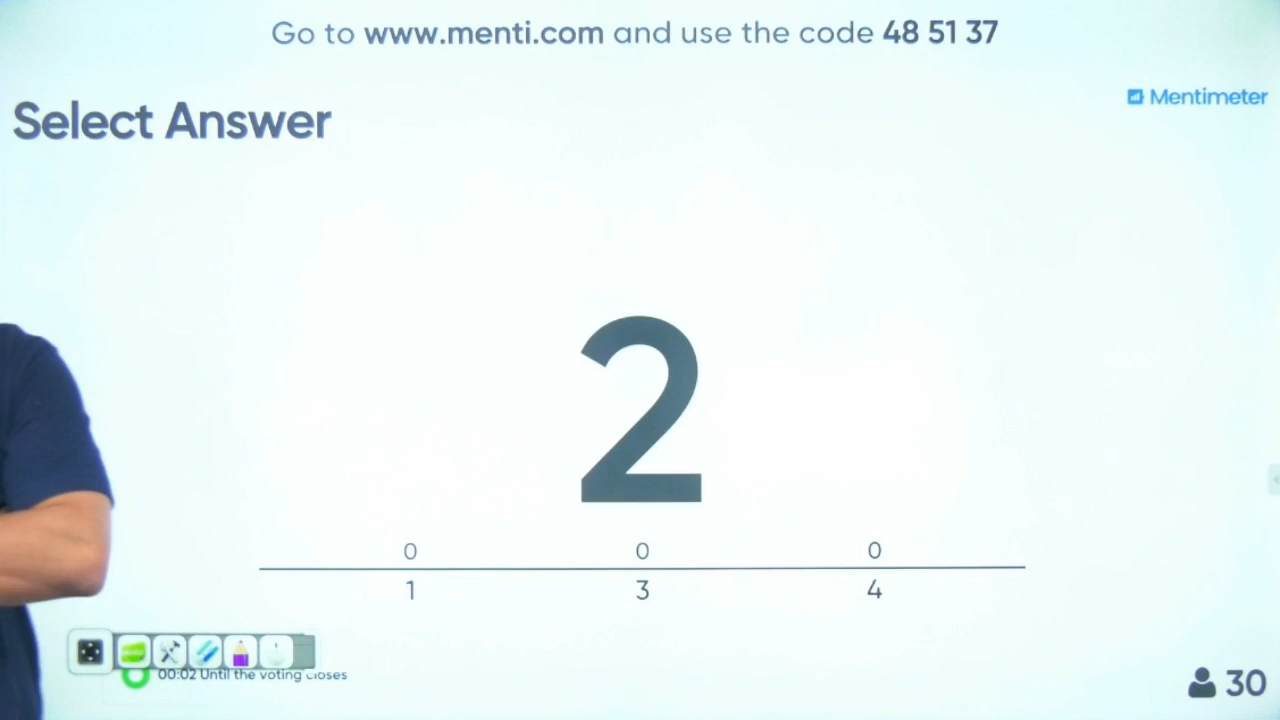 Go to www.menti.com and use the code 48 51 37
Mentimeter
Select Answer
2
0 0 0
1 3 4
00:02 Until the voting closes
30